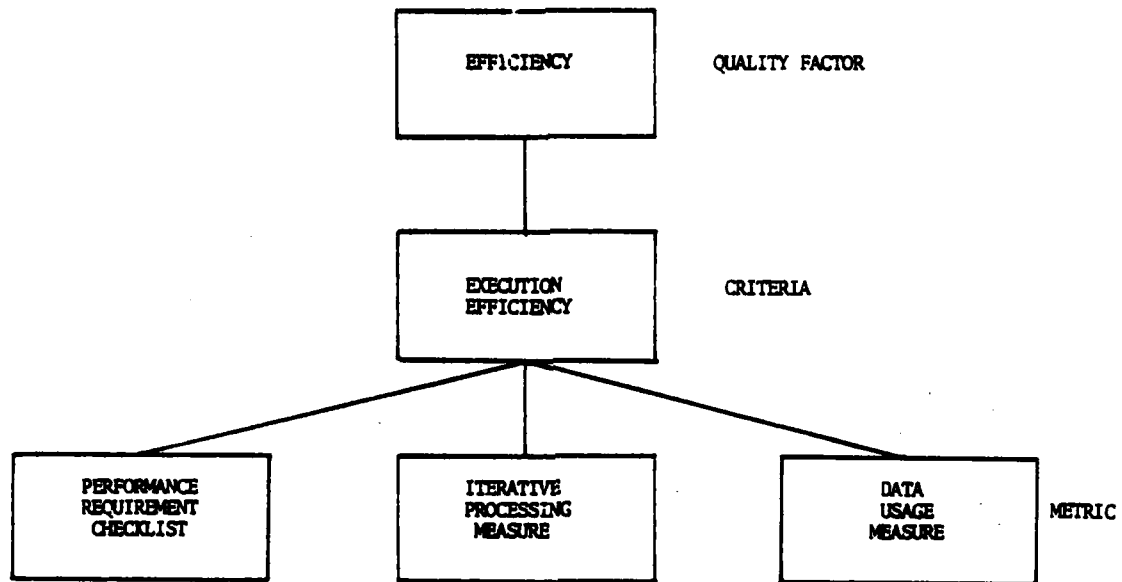 EFFICIENCY QUALITY FACTOR
EXECUTION
EFFICIENCY
CRITERIA
PERFORMANCE
REQUIREMENT
CHECKLIST
ITERATIVE
PROCESSING
MEASURE
DATA
USAGE
MEASURE
METRIC